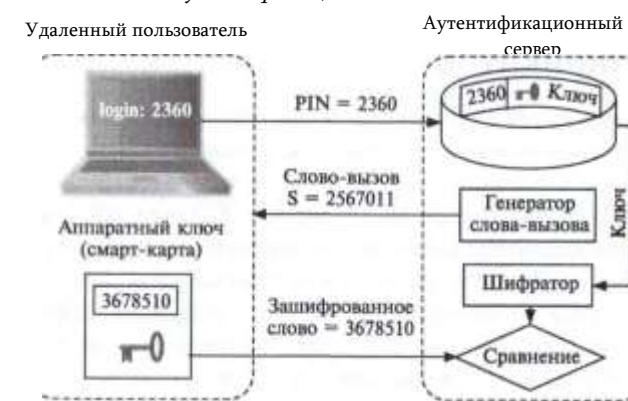 Удаленный пользователь
Аутентификационный
сервер
login: 2360
PIN = 2360
2360 Ключ
Слово-вызов
S = 2567011
Генератор
слова-вызова
Ключ
Аппаратный ключ
(смарт-карта)
Шифратор
3678510
Зашифрованное
слово = 3678510
Сравнение